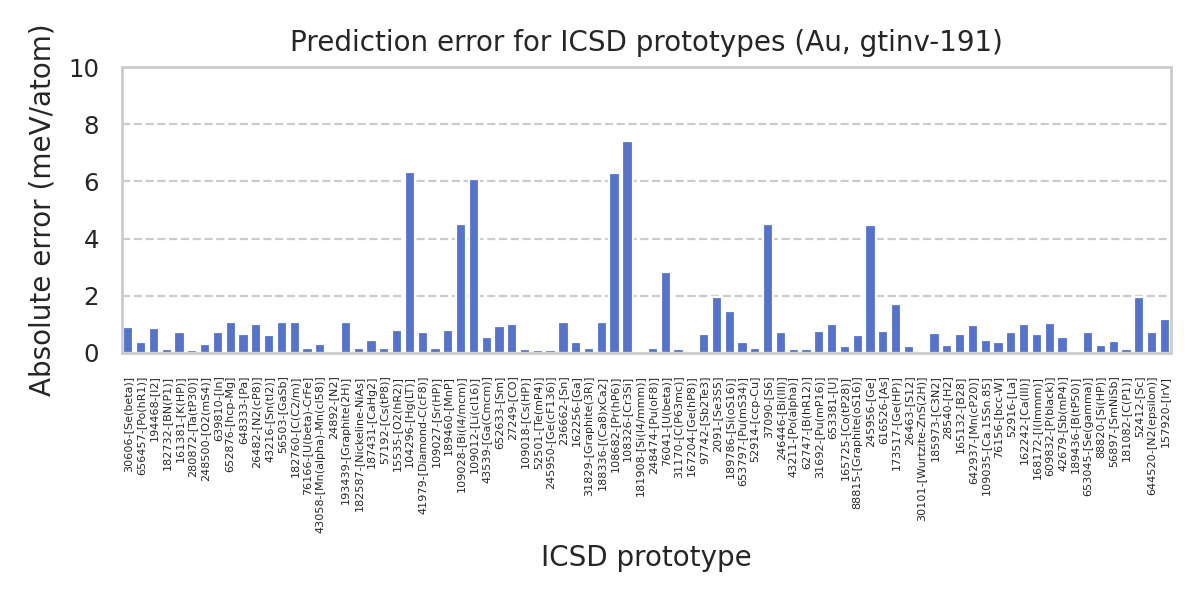 Prediction error for ICSD prototypes (Au, gtinv-191)
Absolute error (meV/atom)
10
8
6
4
2
0
30606-[Se(beta)]
656457-[Po(hR1)]
194468-[I2]
182732-[BN(P1)]
161381-[K(HP)]
280872-[Ta(tP30)]
248500-[O2(mS4)]
639810-[In]
652876-[hcp-Mg]
648333-[Pa]
26482-[N2(cP8)]
43216-[Sn(tI2)]
56503-[GaSb]
182760-[C(C2/m)]
76166-[U(beta)-CrFe]
43058-[Mn(alpha)-Mn(cI58)]
24892-[N2]
193439-[Graphite(2H)]
182587-[Nickeline-NiAs]
187431-[CaHg2]
57192-[Cs(tP8)]
15535-[O2(hR2)]
104296-[Hg(LT)]
41979-[Diamond-C(cF8)]
109027-[Sr(HP)]
189460-[MnP]
109028-[Bi(I4/mcm)]
109012-[Li(cI16)]
43539-[Ga(Cmcm)]
652633-[Sm]
27249-[CO]
109018-[Cs(HP)]
52501-[Te(mP4)]
245950-[Ge(cF136)]
236662-[Sn]
162256-[Ga]
31829-[Graphite(3R)]
188336-[(Ca8)xCa2]
108682-[Pr(hP6)]
108326-[Cr3Si]
181908-[Si(I4/mmm)]
248474-[Pu(oF8)]
76041-[U(beta)]
31170-[C(P63mc)]
167204-[Ge(hP8)]
97742-[Sb2Te3]
2091-[Se3S5]
189786-[Si(oS16)]
653797-[Pu(mS34)]
52914-[ccp-Cu]
37090-[S6]
246446-[Bi(III)]
43211-[Po(alpha)]
62747-[B(hR12)]
31692-[Pu(mP16)]
653381-[U]
165725-[Co(tP28)]
88815-[Graphite(oS16)]
245956-[Ge]
616526-[As]
173517-[Ge(HP)]
26463-[S12]
30101-[Wurtzite-ZnS(2H)]
185973-[C3N2]
28540-[H2]
165132-[B28]
642937-[Mn(cP20)]
109035-[Ca.15Sn.85]
76156-[bcc-W]
52916-[La]
162242-[Ca(III)]
168172-[I(Immm)]
609832-[P(black)]
42679-[Sb(mP4)]
189436-[B(tP50)]
653045-[Se(gamma)]
88820-[Si(HP)]
56897-[SmNiSb]
181082-[C(P1)]
52412-[Sc]
644520-[N2(epsilon)]
157920-[IrV]
ICSD prototype